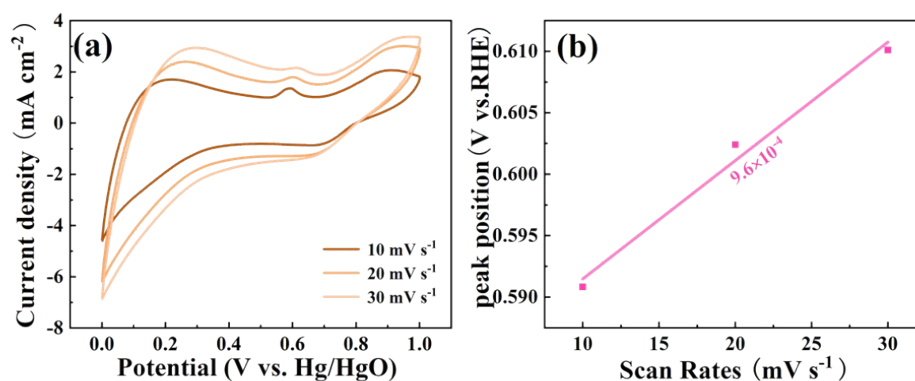 (a)
Current density (mA cm⁻²)
4
2
0
-2
-4
-6
-8
10 mV s⁻¹
20 mV s⁻¹
30 mV s⁻¹
0.0 0.2 0.4 0.6 0.8 1.0
Potential (V vs. Hg/HgO)
(b)
peak position(V vs.RHE)
0.610
0.605
0.600
0.595
0.590
9.6×10⁻⁴
10 15 20 25 30
Scan Rates (mV s⁻¹)